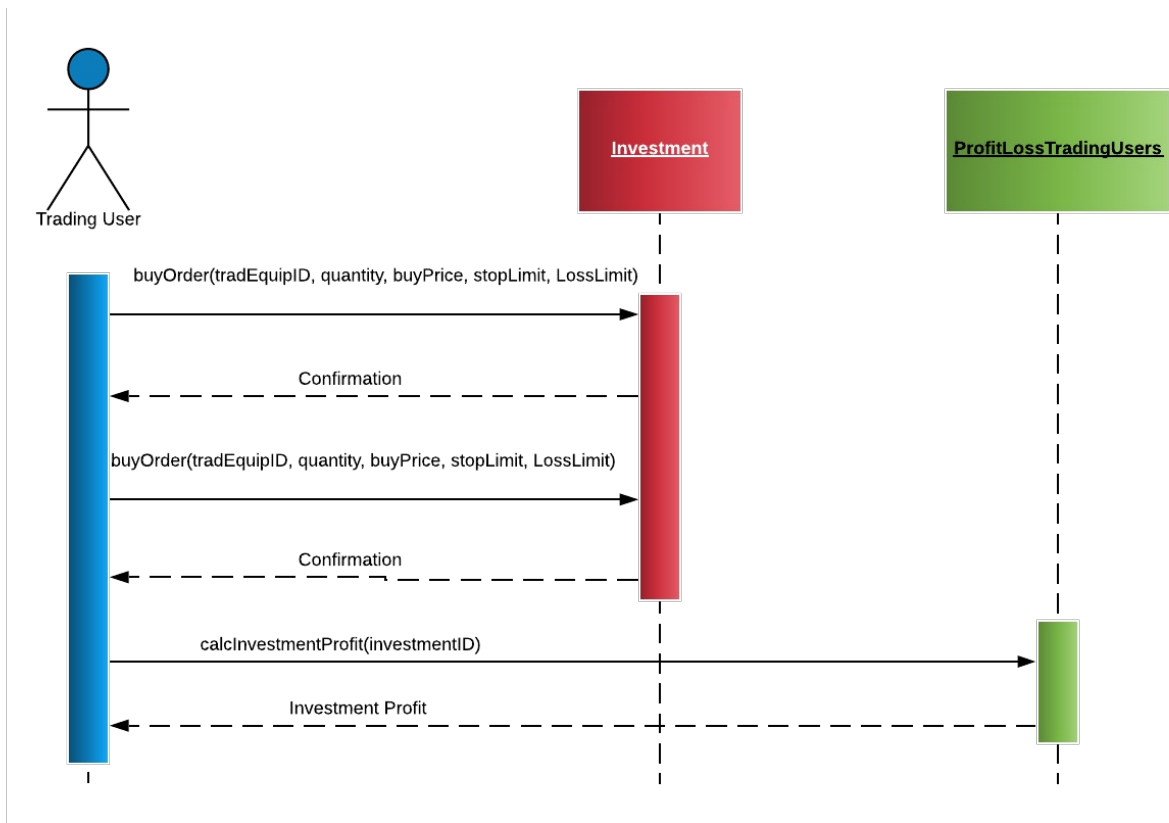 Investment
ProfitLossTradingUsers
Trading User
buyOrder(tradEquipID, quantity, buyPrice, stopLimit, LossLimit)
Confirmation
buyOrder(tradEquipID, quantity, buyPrice, stopLimit, LossLimit)
Confirmation
calcInvestmentProfit(investmentID)
Investment Profit